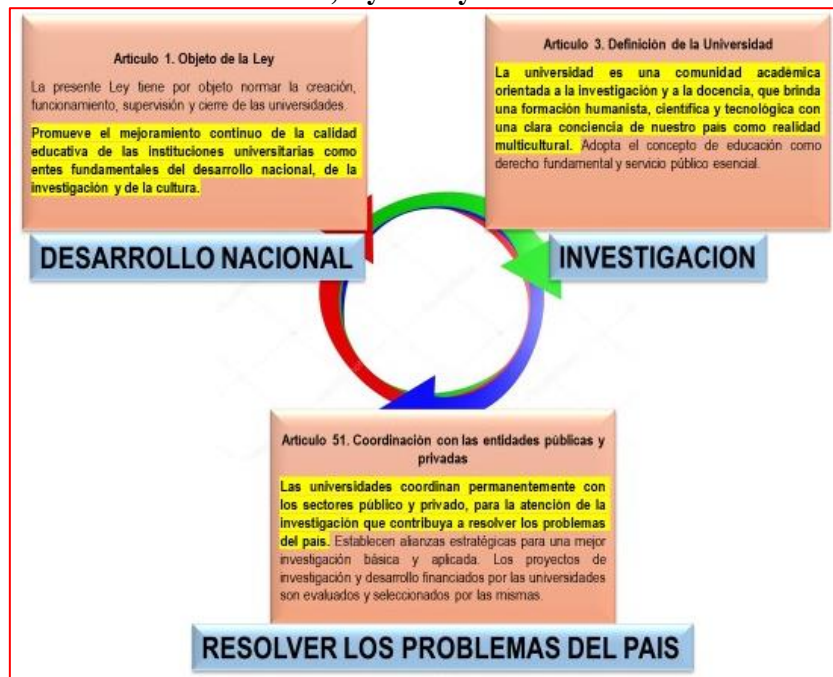 Artículo 1. Objeto de la Ley
La presente Ley tiene por objeto normar la creación,
funcionamiento, supervisión y cierre de las universidades.
Promueve el mejoramiento continuo de la calidad
educativa de las instituciones universitarias como
entes fundamentales del desarrollo nacional, de la
investigación y de la cultura.
DESARROLLO NACIONAL
Artículo 3. Definición de la Universidad
La universidad es una comunidad académica
orientada a la investigación y a la docencia, que brinda
una formación humanista, científica y tecnológica con
una clara conciencia de nuestro país como realidad
multicultural. Adopta el concepto de educación como
derecho fundamental y servicio público esencial.
INVESTIGACION
Artículo 51. Coordinación con las entidades públicas y
privadas
Las universidades coordinan permanentemente con
los sectores público y privado, para la atención de la
investigación que contribuya a resolver los problemas
del país. Establecen alianzas estratégicas para una mejor
investigación básica y aplicada. Los proyectos de
investigación y desarrollo financiados por las universidades
son evaluados y seleccionados por las mismas.
RESOLVER LOS PROBLEMAS DEL PAIS